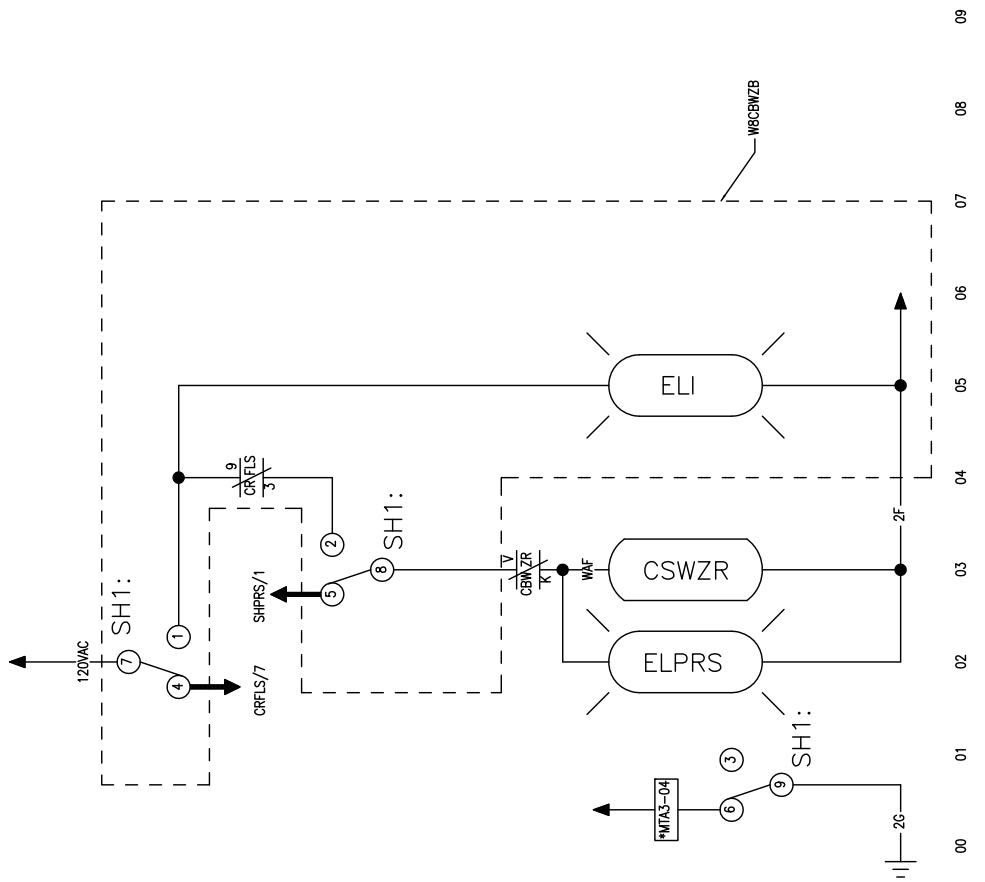 09
08
W8CBWZB
07
06
ELI
05
9
CRFLS
3
04
2F
SH1:
2
8
5
SHPRS/1
V
CBWZR
K
WAF
CSWZR
03
SH1:
120VAC
7
1
4
CRFLS/7
ELPRS
02
SH1:
3
9
6
*MTA3-04
01
2G
00